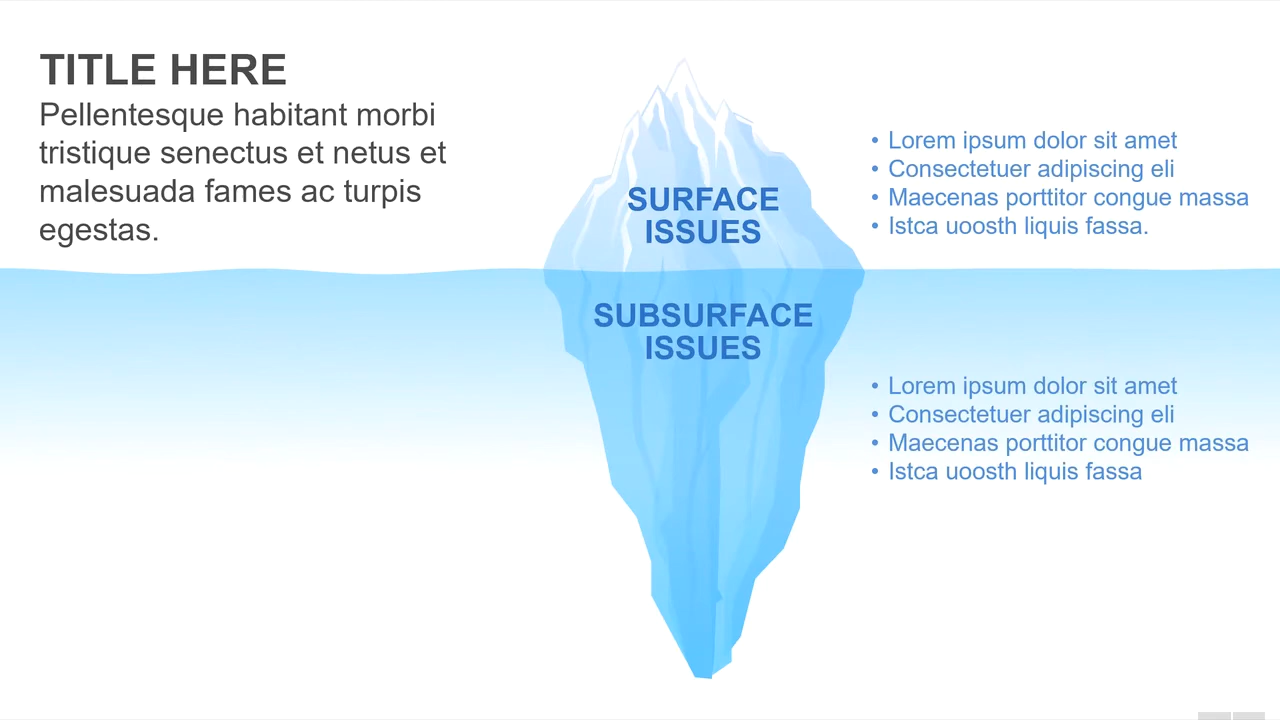 TITLE HERE
Pellentesque habitant morbi
tristique senectus et netus et
malesuada fames ac turpis
egestas.
SURFACE
ISSUES
• Lorem ipsum dolor sit amet
• Consectetuer adipiscing eli
• Maecenas porttitor congue massa
• Istca uoosth liquis fassa.
SUBSURFACE
ISSUES
• Lorem ipsum dolor sit amet
• Consectetuer adipiscing eli
• Maecenas porttitor congue massa
• Istca uoosth liquis fassa